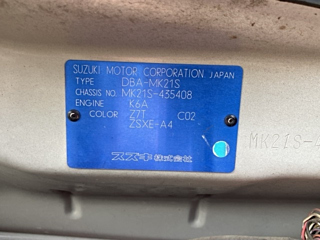 SUZUKI MOTOR CORPORATION JAPAN
TYPE DBA-MK21S
CHASSIS NO. MK21S-435408
ENGINE K6A
COLOR Z7T C02
ZSXE-A4
スズキ株式会社
MK21S-4